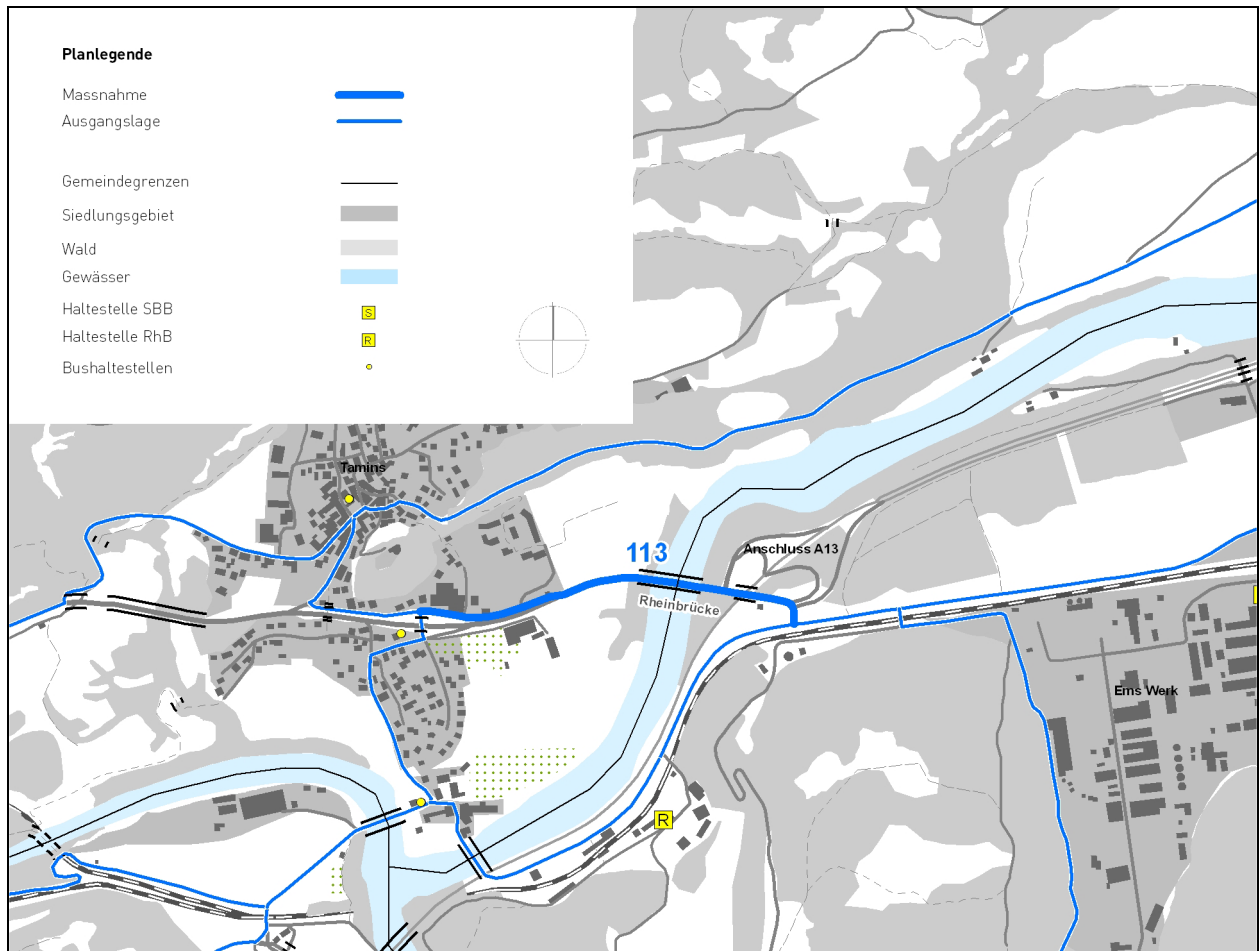 Planlegende
Massnahme
Ausgangslage
Gemeindegrenzen
Siedlungsgebiet
Wald
Gewässer
Haltestelle SBB
S
Haltestelle RhB
R
Bushaltestellen
Tamins
113
Anschluss A13
Rheinbrücke
Ems Werk
R